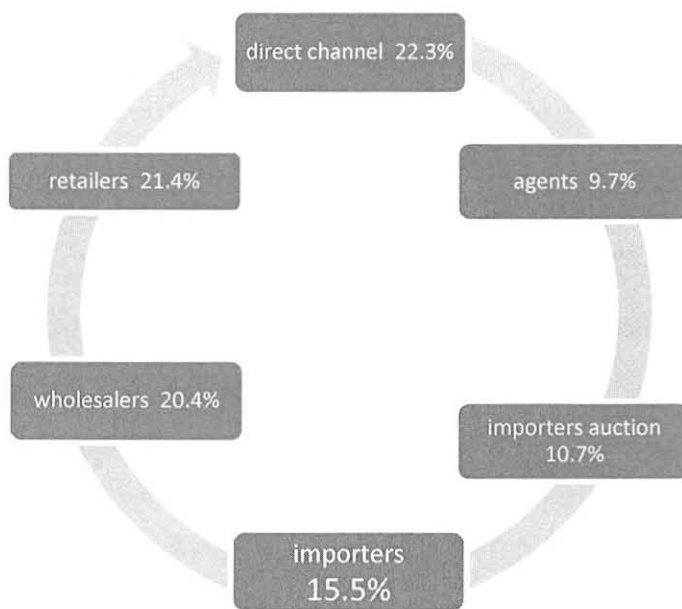 direct channel 22.3%
agents 9.7%
importers auction
10.7%
importers
15.5%
wholesalers 20.4%
retailers 21.4%